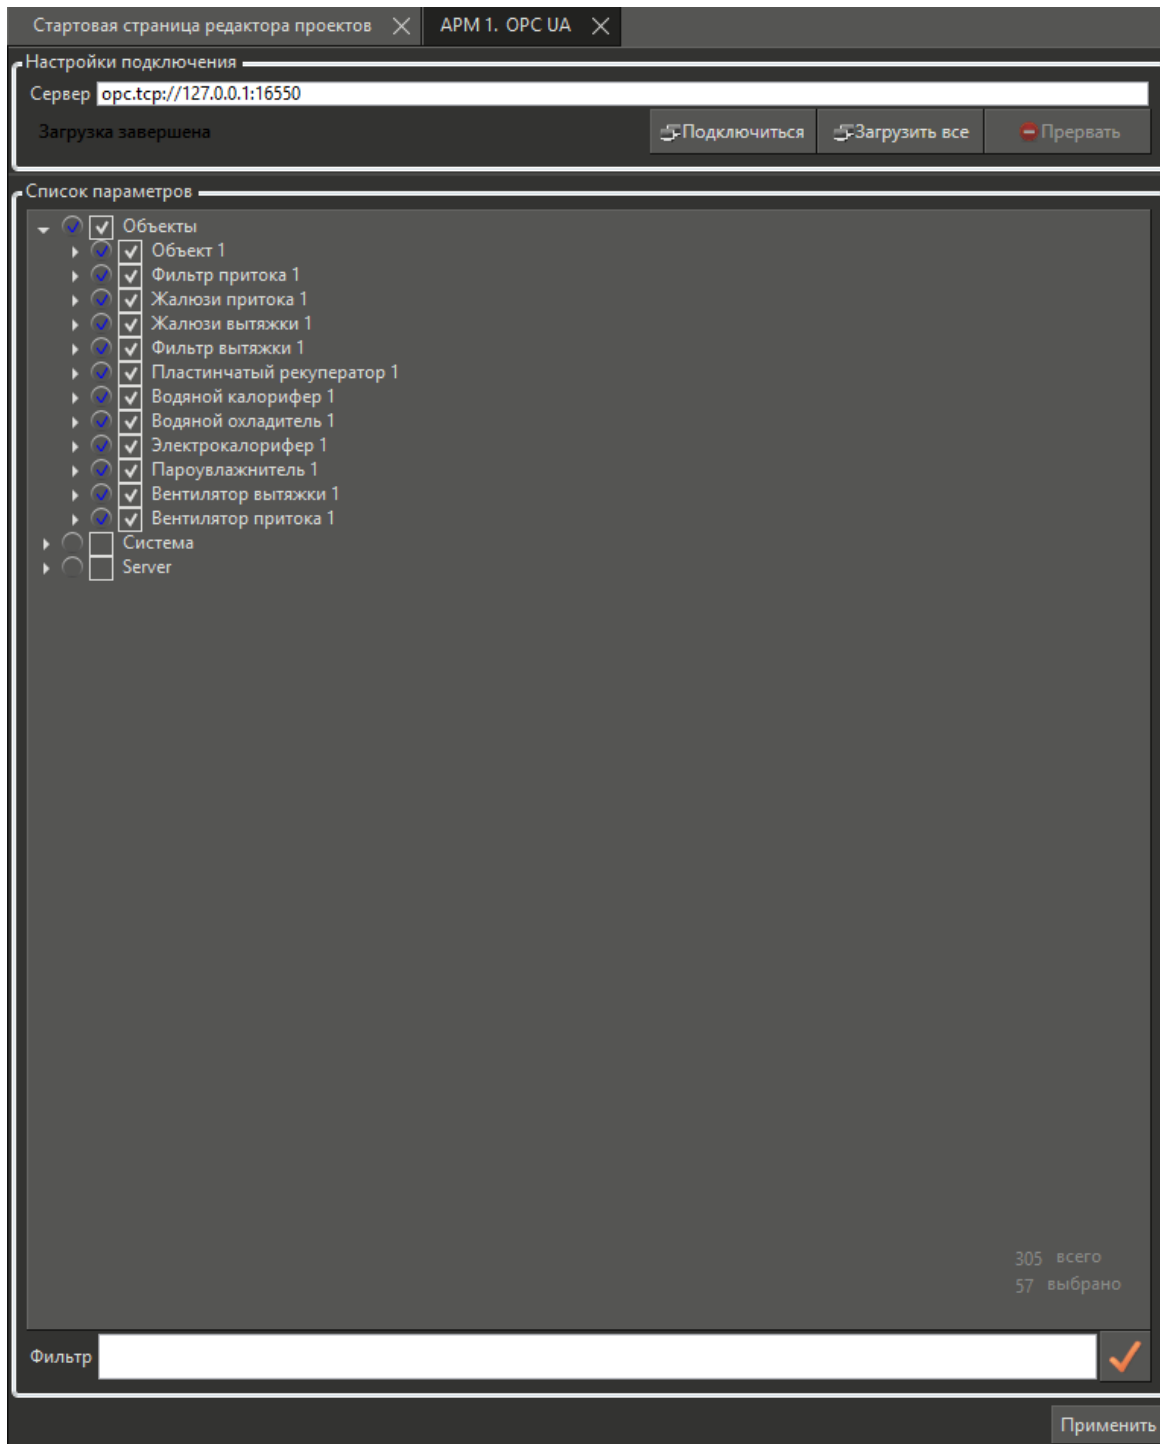 Стартовая страница редактора проектов АРМ 1. OPC UA
Настройки подключения
Сервер opc.tcp://127.0.0.1:16550
Загрузка завершена Подключиться Загрузить все Прервать
Список параметров
Объекты
Объект 1
Фильтр притока 1
Жалюзи притока 1
Жалюзи вытяжки 1
Фильтр вытяжки 1
Пластинчатый рекуператор 1
Водяной калорифер 1
Водяной охладитель 1
Электрокалорифер 1
Пароувлажнитель 1
Вентилятор вытяжки 1
Вентилятор притока 1
Система
Server
305 всего
57 выбрано
Фильтр
Применить